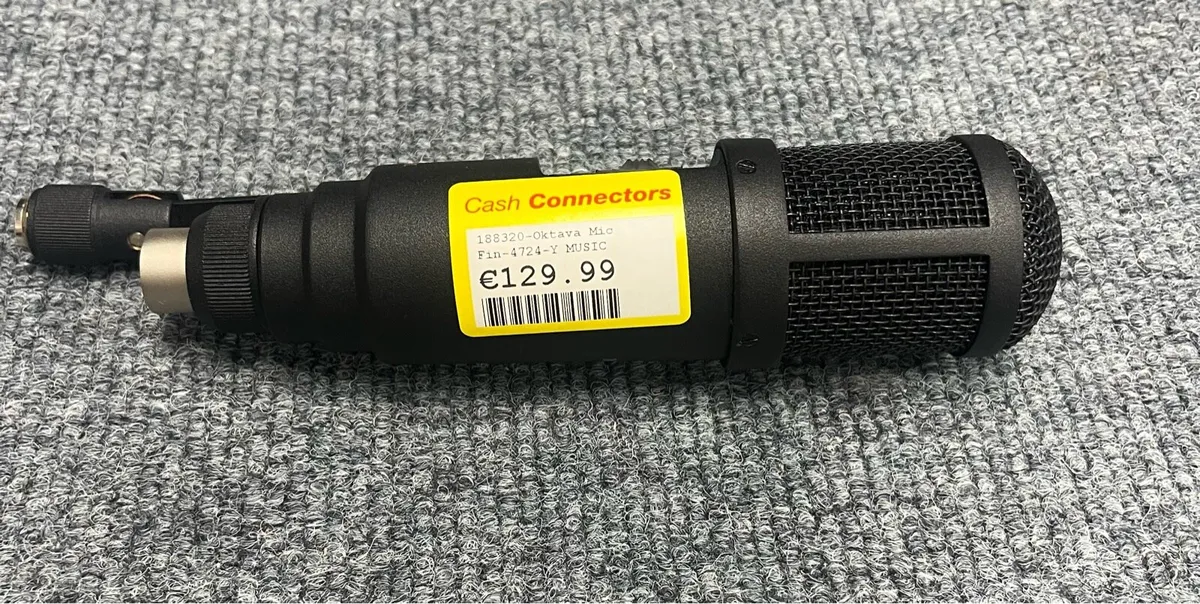 Cash Connectors
188320-Oktava Mic
Fin-4724-Y MUSIC
€129.99